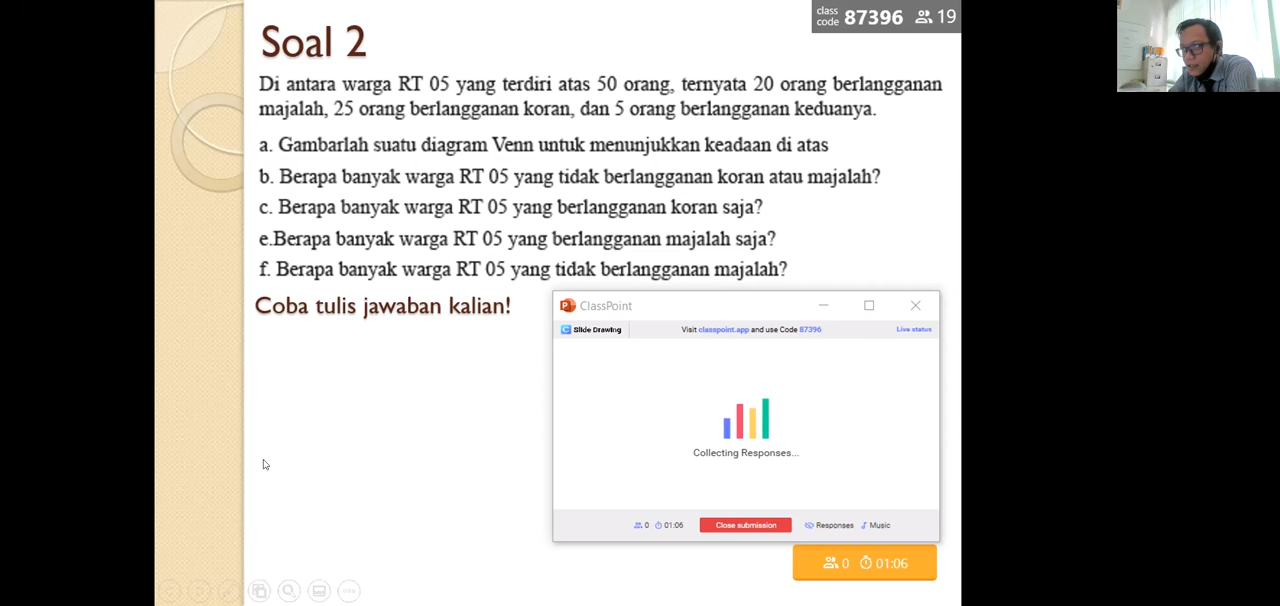 class
code 87396 19
Soal 2
Di antara warga RT 05 yang terdiri atas 50 orang, ternyata 20 orang berlangganan
majalah, 25 orang berlangganan koran, dan 5 orang berlangganan keduanya.
a. Gambarlah suatu diagram Venn untuk menunjukkan keadaan di atas
b. Berapa banyak warga RT 05 yang tidak berlangganan koran atau majalah?
c. Berapa banyak warga RT 05 yang berlangganan koran saja?
e.Berapa banyak warga RT 05 yang berlangganan majalah saja?
f. Berapa banyak warga RT 05 yang tidak berlangganan majalah?
Coba tulis jawaban kalian!
ClassPoint
Slide Drawing Visit classpoint.app and use Code 87396 Live status
Collecting Responses...
0 01:06 Close submission Responses Music
0 01:06